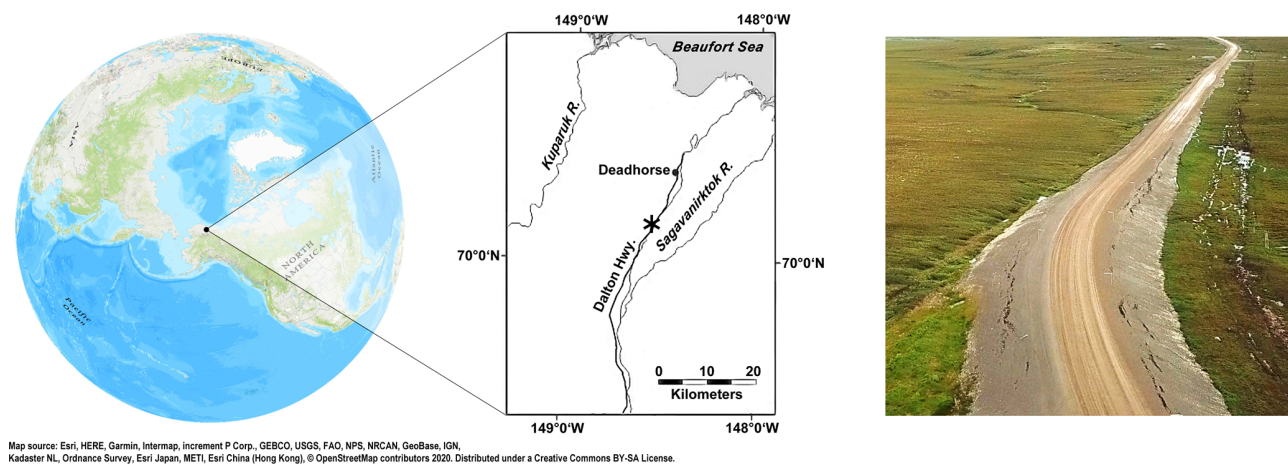 EUROPE
ASIA
Atlantic
Ocean
NORTH
AMERICA
Pacific
Ocean
149°0'W
148°0'W
Beaufort Sea
Kuparuk R.
Deadhorse
Sagavanirktok R.
Dalton Hwy.
70°0'N
70°0'N
0 10 20
Kilometers
149°0'W
148°0'W
Map source: Esri, HERE, Garmin, Intermap, increment P Corp., GEBCO, USGS, FAO, NPS, NRCAN, GeoBase, IGN,
Kadaster NL, Ordnance Survey, Esri Japan, METI, Esri China (Hong Kong), © OpenStreetMap contributors 2020. Distributed under a Creative Commons BY-SA License.